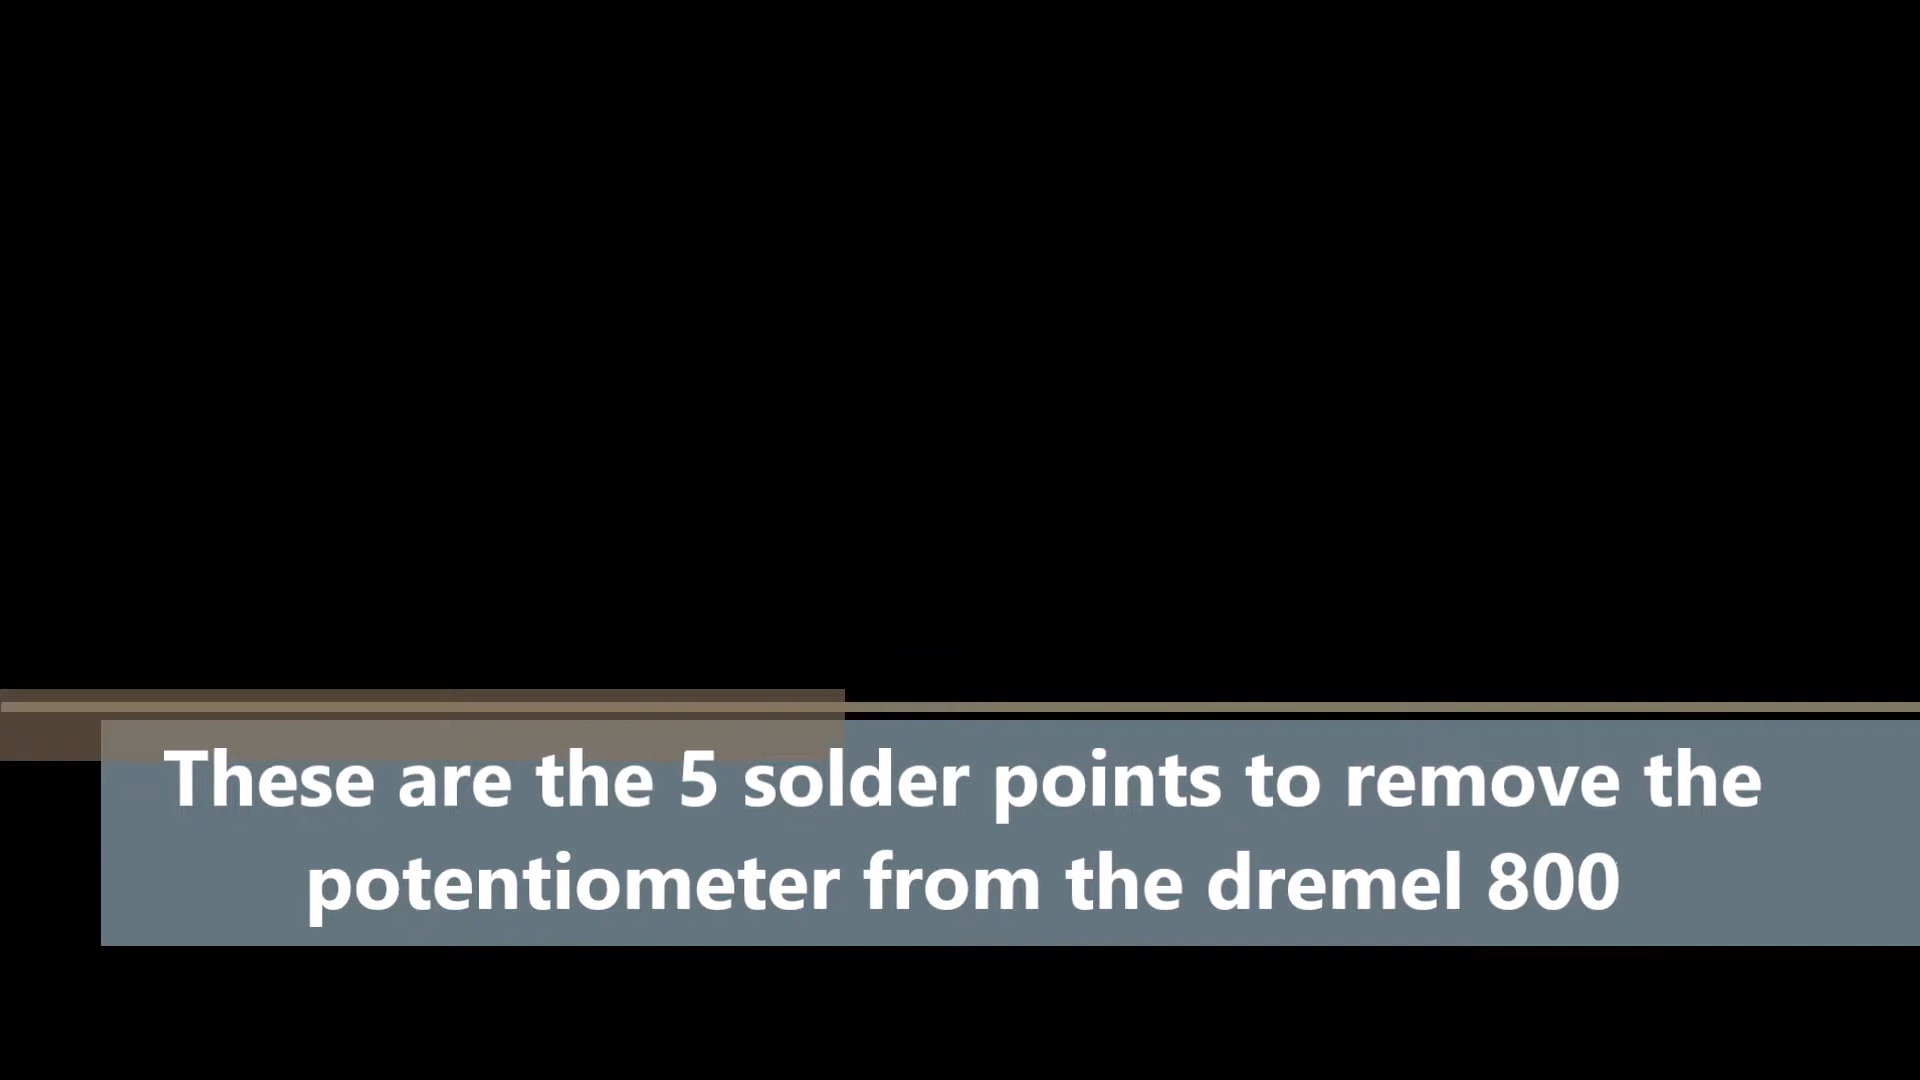 These are the 5 solder points to remove the
potentiometer from the dremel 800